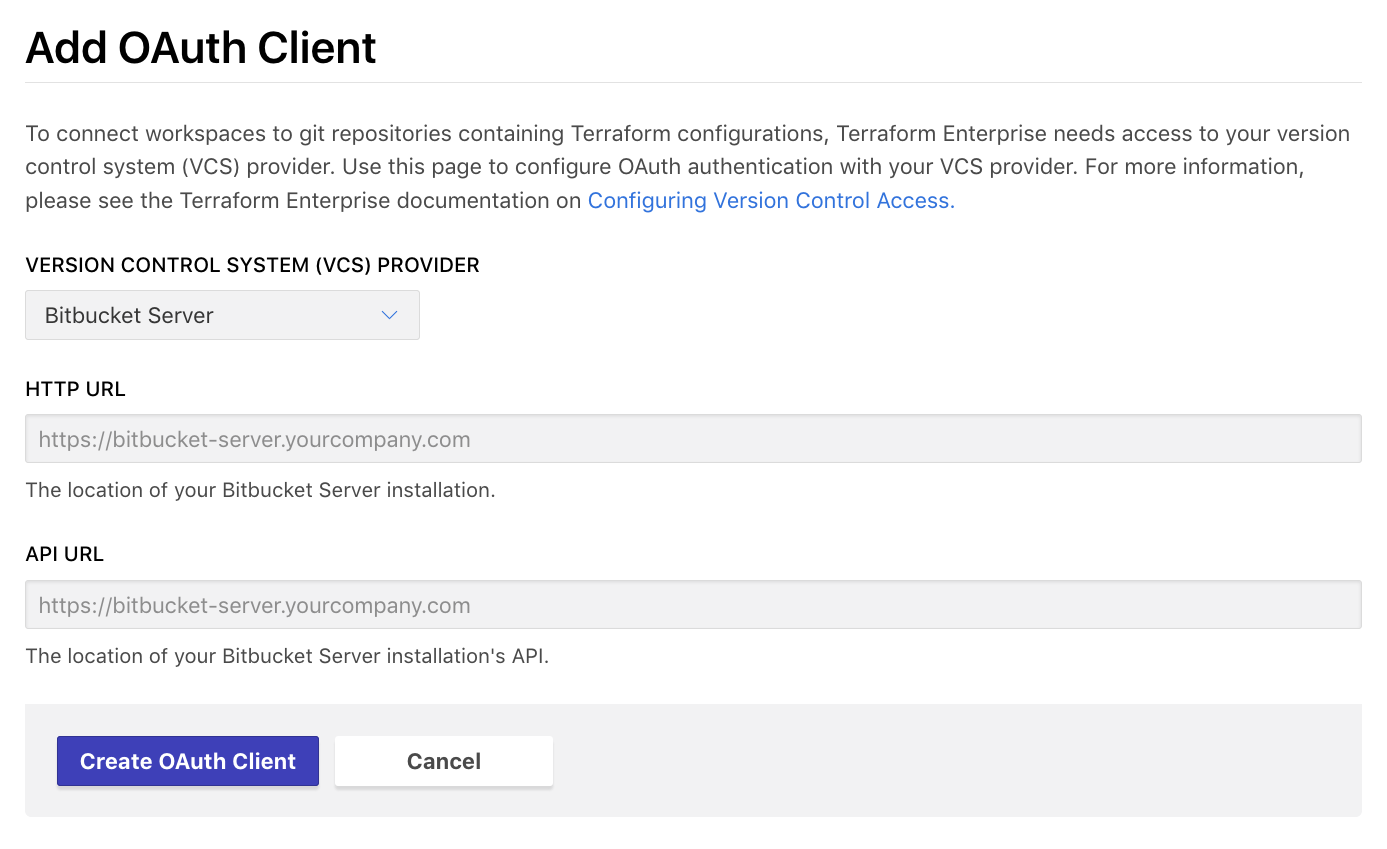 Add OAuth Client
To connect workspaces to git repositories containing Terraform configurations, Terraform Enterprise needs access to your version
control system (VCS) provider. Use this page to configure OAuth authentication with your VCS provider. For more information,
please see the Terraform Enterprise documentation on Configuring Version Control Access.
VERSION CONTROL SYSTEM (VCS) PROVIDER
Bitbucket Server
HTTP URL
https://bitbucket-server.yourcompany.com
The location of your Bitbucket Server installation.
API URL
https://bitbucket-server.yourcompany.com
The location of your Bitbucket Server installation's API.
Create OAuth Client
Cancel